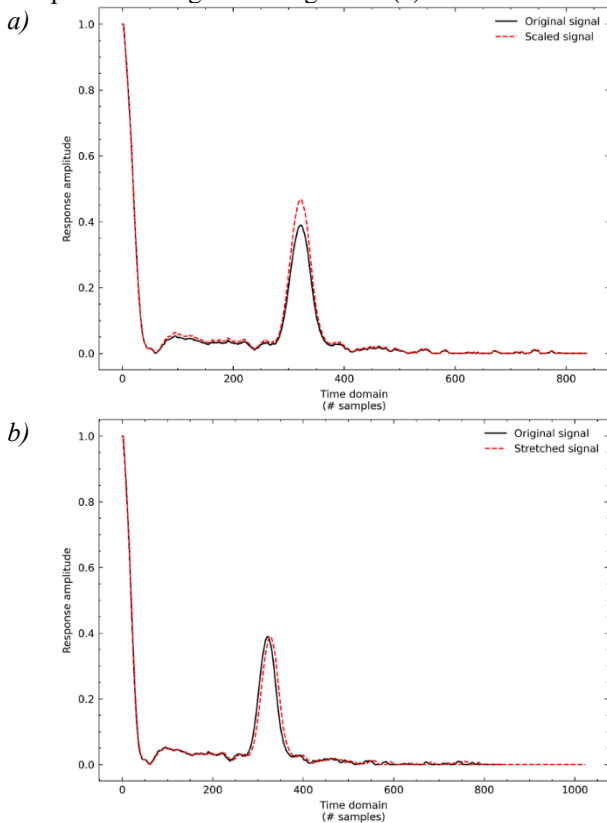 a)
Original signal
Scaled signal
1.0
0.8
0.6
0.4
0.2
0.0
Response amplitude
0 200 400 600 800
Time domain
(# samples)
b)
Original signal
Stretched signal
1.0
0.8
0.6
0.4
0.2
0.0
Response amplitude
0 200 400 600 800 1000
Time domain
(# samples)